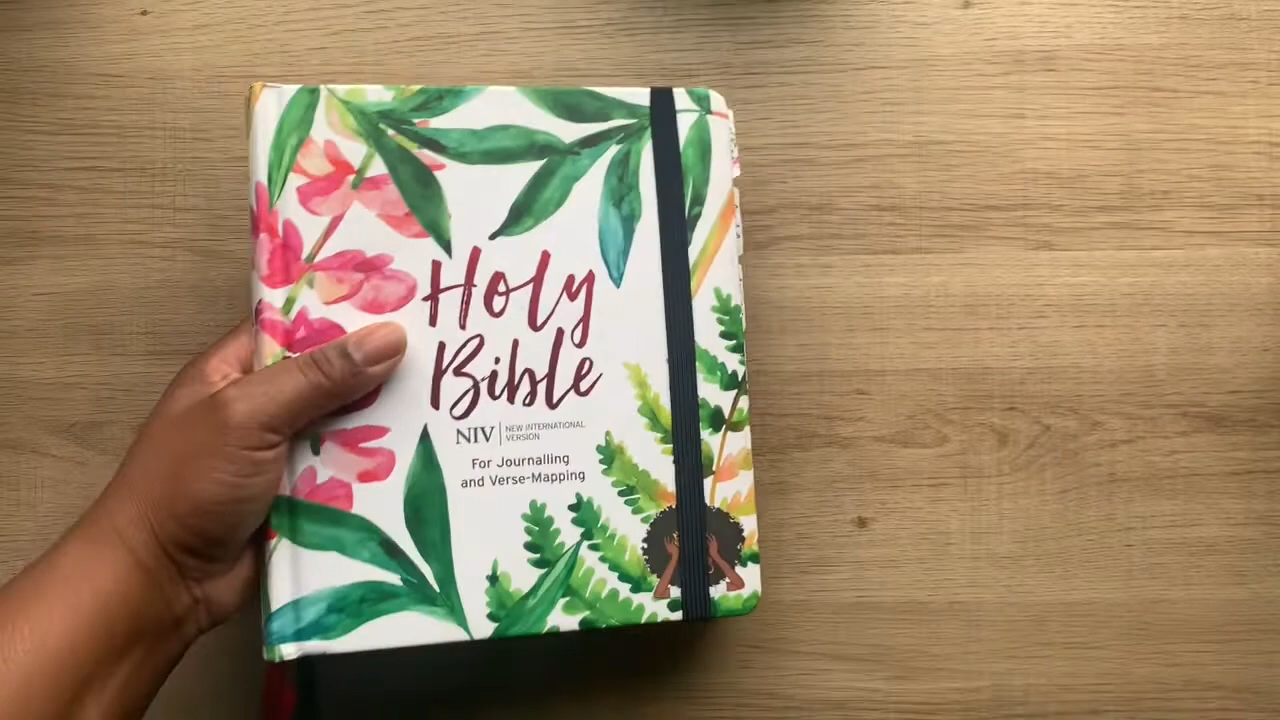 Holy
Bible
NIV NEW INTERNATIONAL
VERSION
For Journalling
and Verse-Mapping